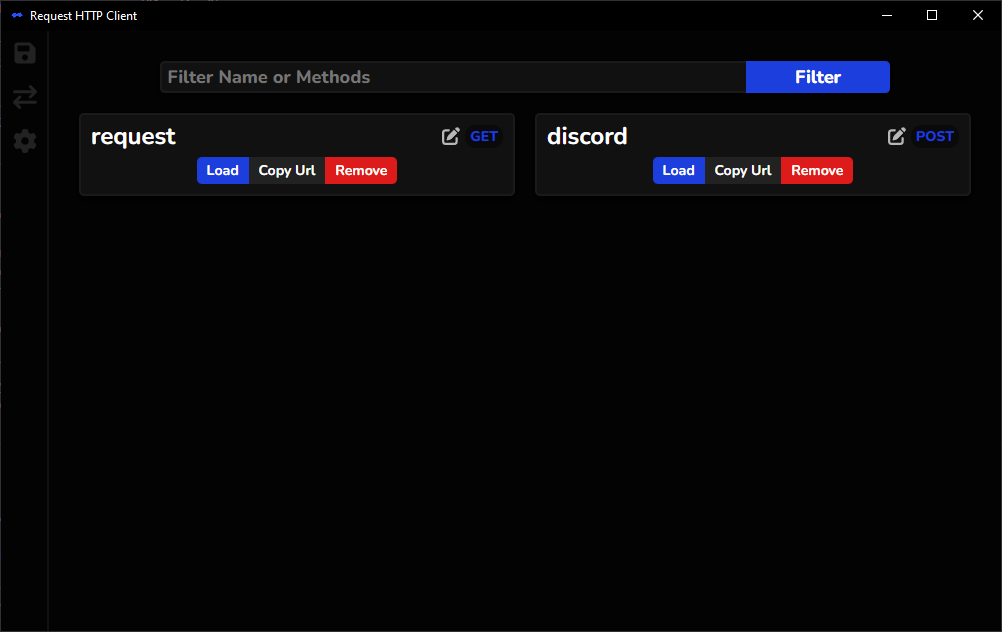 Request HTTP Client
Filter Name or Methods Filter
request GET
Load Copy Url Remove
discord POST
Load Copy Url Remove